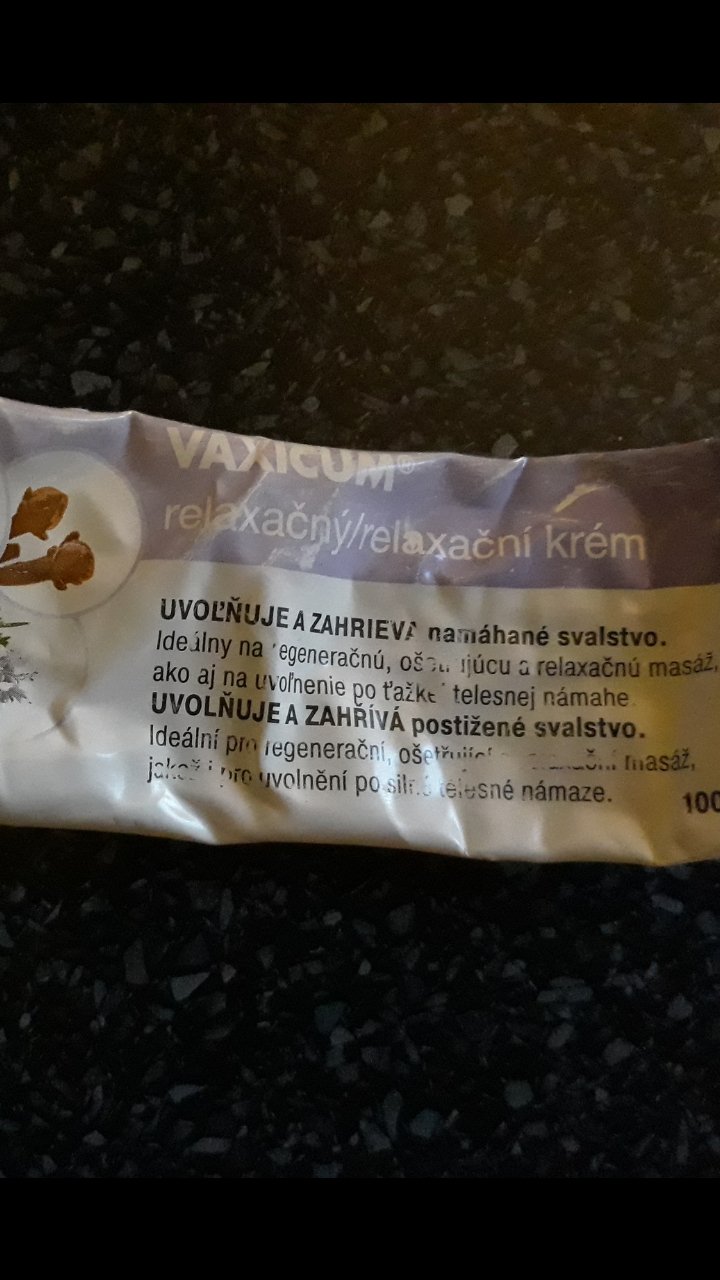 VAXICUM®
relaxačný/relaxační krém
UVOĽŇUJE A ZAHRIEVA namáhané svalstvo.
Ideálny na regeneračnú, ošetrujúcu a relaxačnú masáž,
ako aj na uvoľnenie po ťažkej telesnej námahe.
UVOLŇUJE A ZAHŘÍVÁ postižené svalstvo.
Ideální pro regenerační, ošetřující masáž,
jakož i pro uvolnění po silné tělesné námaze.
100